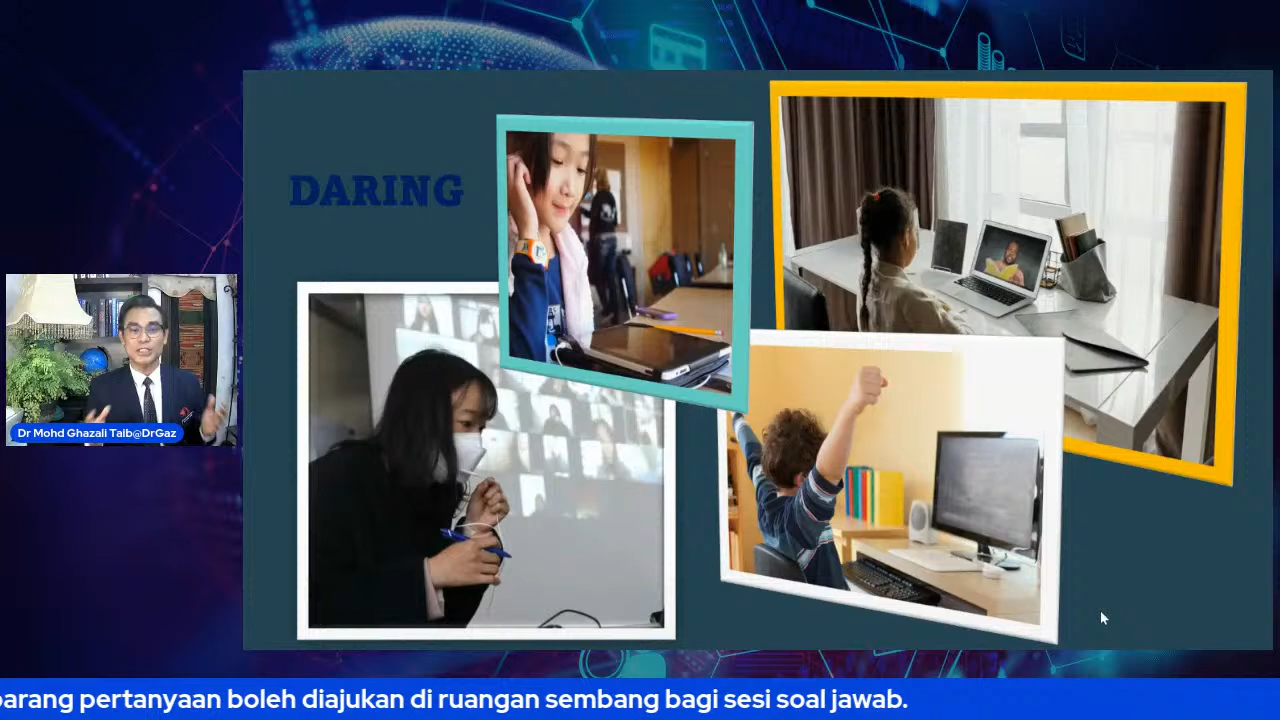 DARING
Dr Mohd Ghazali Taib@DrGaz
barang pertanyaan boleh diajukan di ruangan sembang bagi sesi soal jawab.